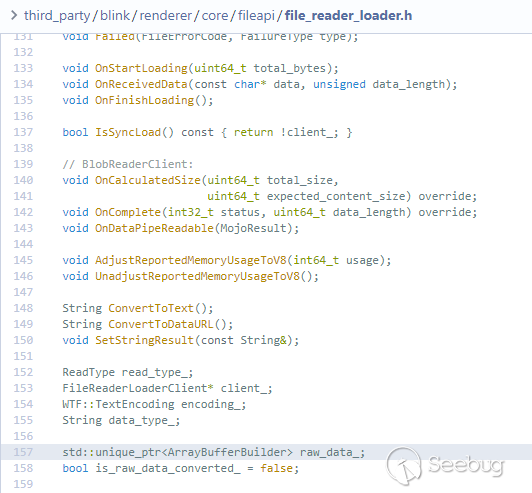 third_party/blink/renderer/core/fileapi/file_reader_loader.h
131 void Failed(FileErrorCode, FailureType type);
132
133 void OnStartLoading(uint64_t total_bytes);
134 void OnReceivedData(const char* data, unsigned data_length);
135 void OnFinishLoading();
136
137 bool IsSyncLoad() const { return !client_; }
138
139 // BlobReaderClient:
140 void OnCalculatedSize(uint64_t total_size,
141 uint64_t expected_content_size) override;
142 void OnComplete(int32_t status, uint64_t data_length) override;
143 void OnDataPipeReadable(MojoResult);
144
145 void AdjustReportedMemoryUsageToV8(int64_t usage);
146 void UnadjustReportedMemoryUsageToV8();
147
148 String ConvertToText();
149 String ConvertToDataURL();
150 void SetStringResult(const String&);
151
152 ReadType read_type_;
153 FileReaderLoaderClient* client_;
154 WTF::TextEncoding encoding_;
155 String data_type_;
156
157 std::unique_ptr<ArrayBufferBuilder> raw_data_;
158 bool is_raw_data_converted_ = false;
159
Seebug